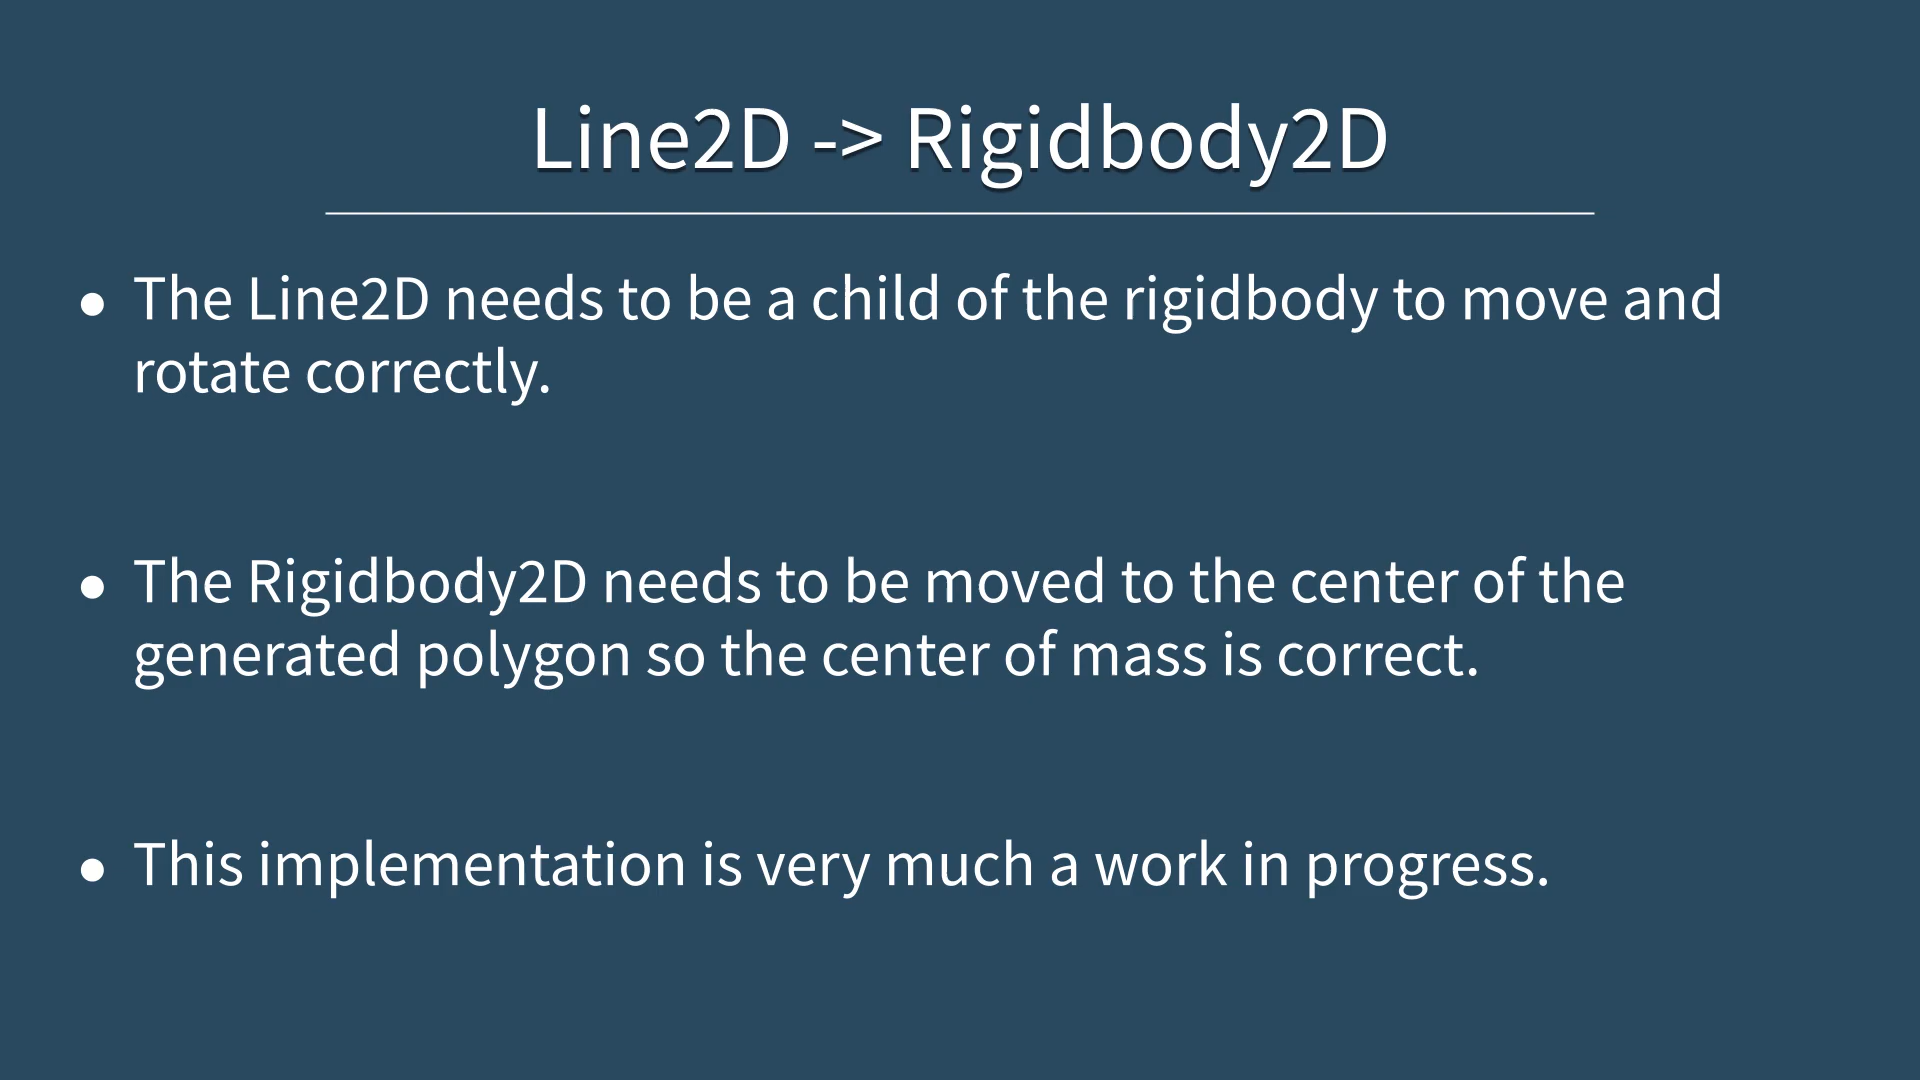 Line2D -> Rigidbody2D
● The Line2D needs to be a child of the rigidbody to move and
rotate correctly.
● The Rigidbody2D needs to be moved to the center of the
generated polygon so the center of mass is correct.
● This implementation is very much a work in progress.